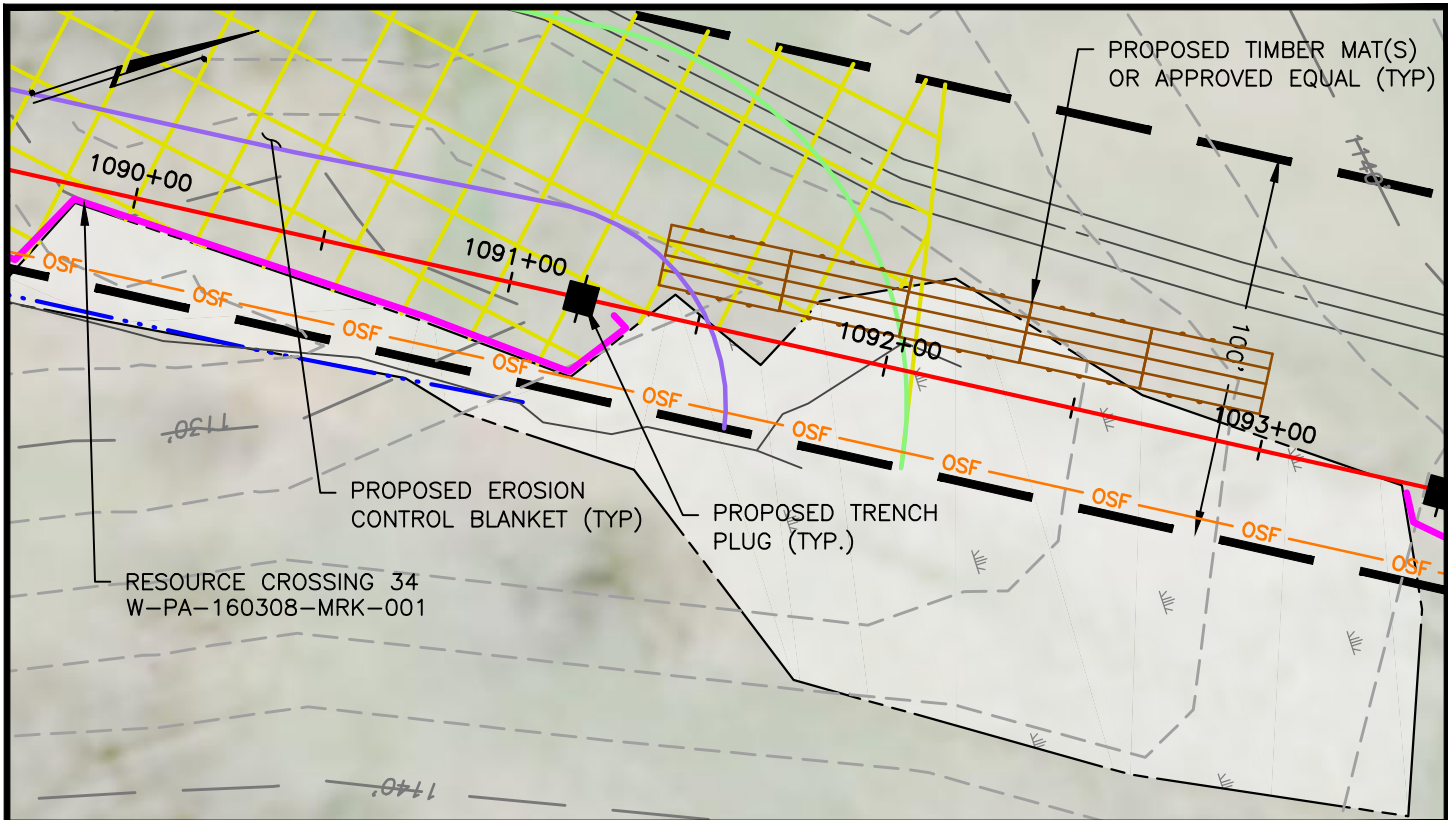 PROPOSED TIMBER MAT(S)
OR APPROVED EQUAL (TYP)
1140'
1090+00
1091+00
1092+00
1093+00
100'
OSF
OSF
OSF
OSF
OSF
OSF
OSF
OSF
OSF
OSF
1130'
PROPOSED EROSION
CONTROL BLANKET (TYP)
PROPOSED TRENCH
PLUG (TYP.)
RESOURCE CROSSING 34
W-PA-160308-MRK-001
1140'